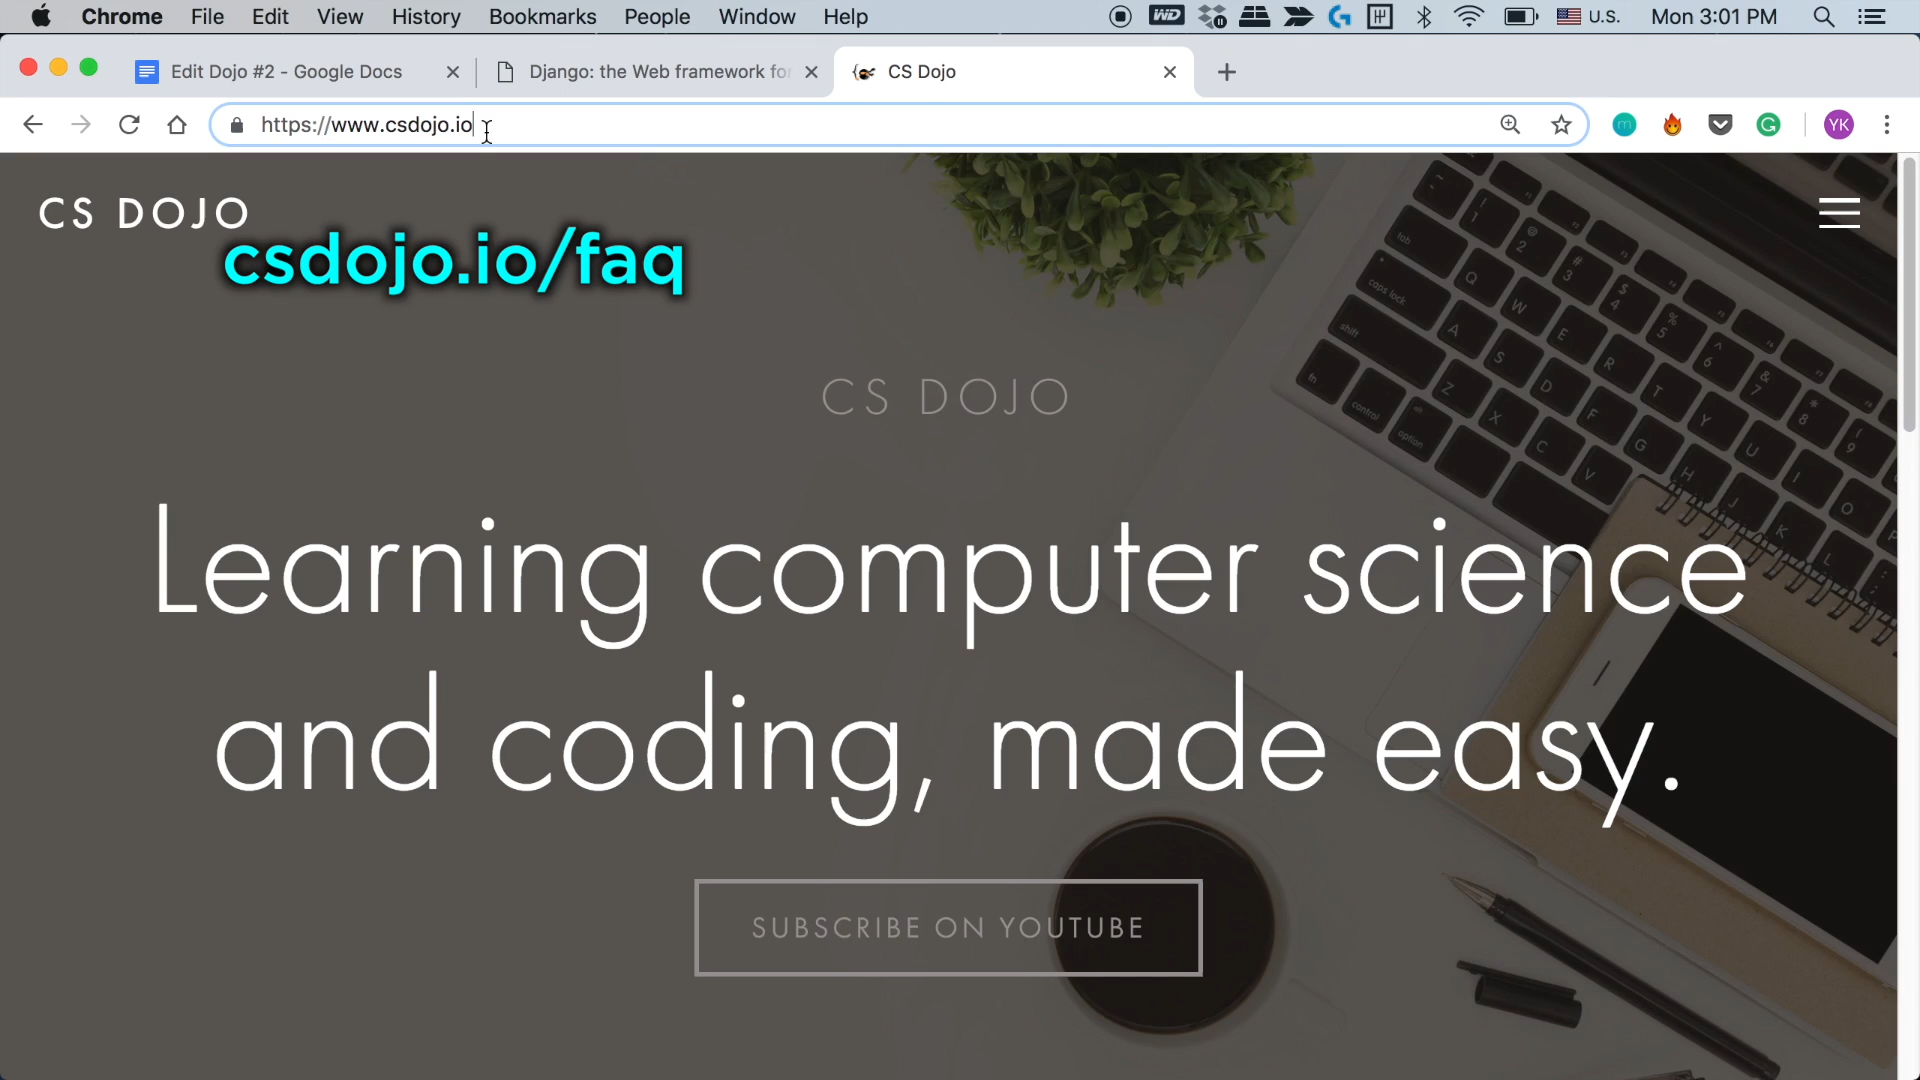 Chrome File Edit View History Bookmarks People Window Help U.S. Mon 3:01 PM
Edit Dojo #2 - Google Docs Django: the Web framework for CS Dojo
https://www.csdojo.io YK
CS DOJO
csdojo.io/faq
CS DOJO
Learning computer science
and coding, made easy.
SUBSCRIBE ON YOUTUBE